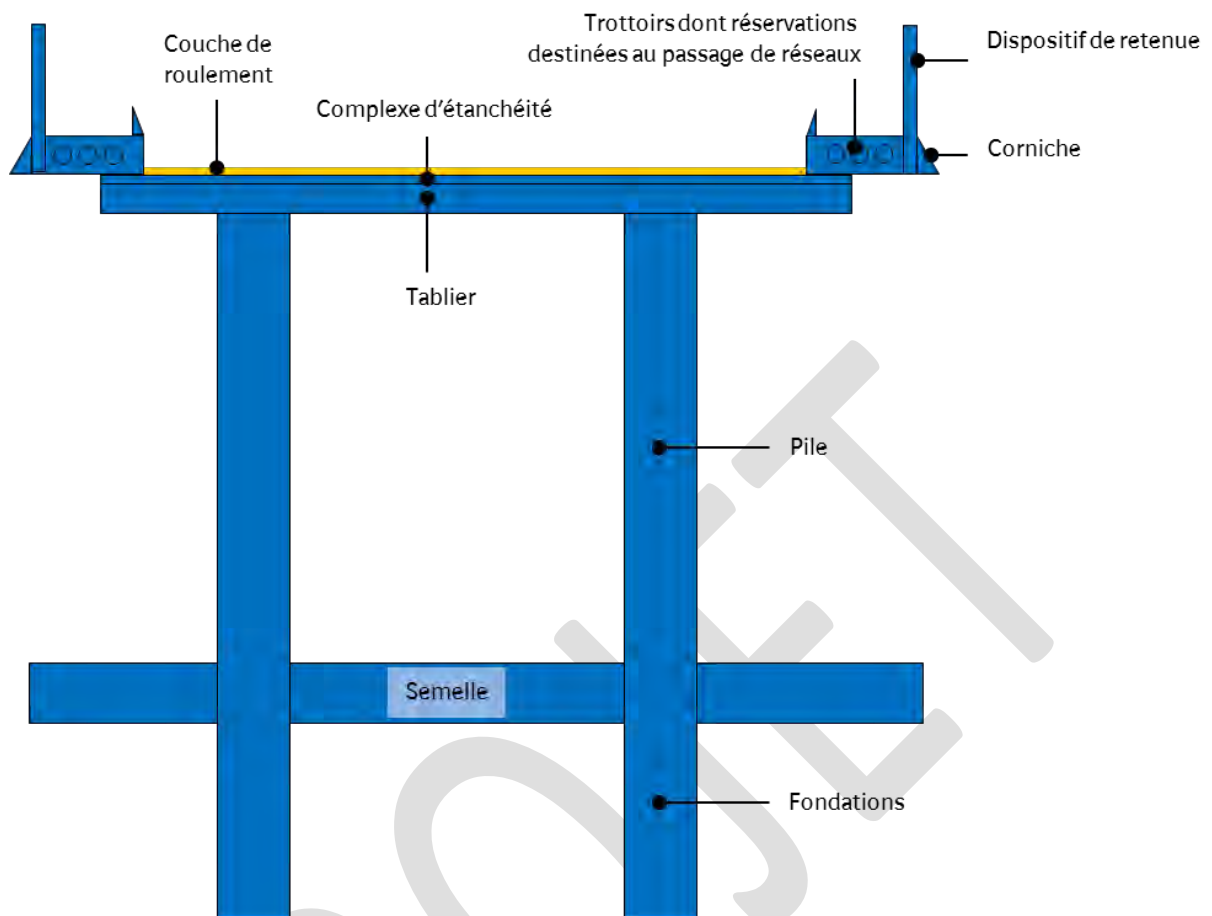 Couche de
roulement
Trottoirs dont réservations
destinées au passage de réseaux
Dispositif de retenue
Complexe d'étanchéité
Corniche
Tablier
Pile
Semelle
Fondations
OJET